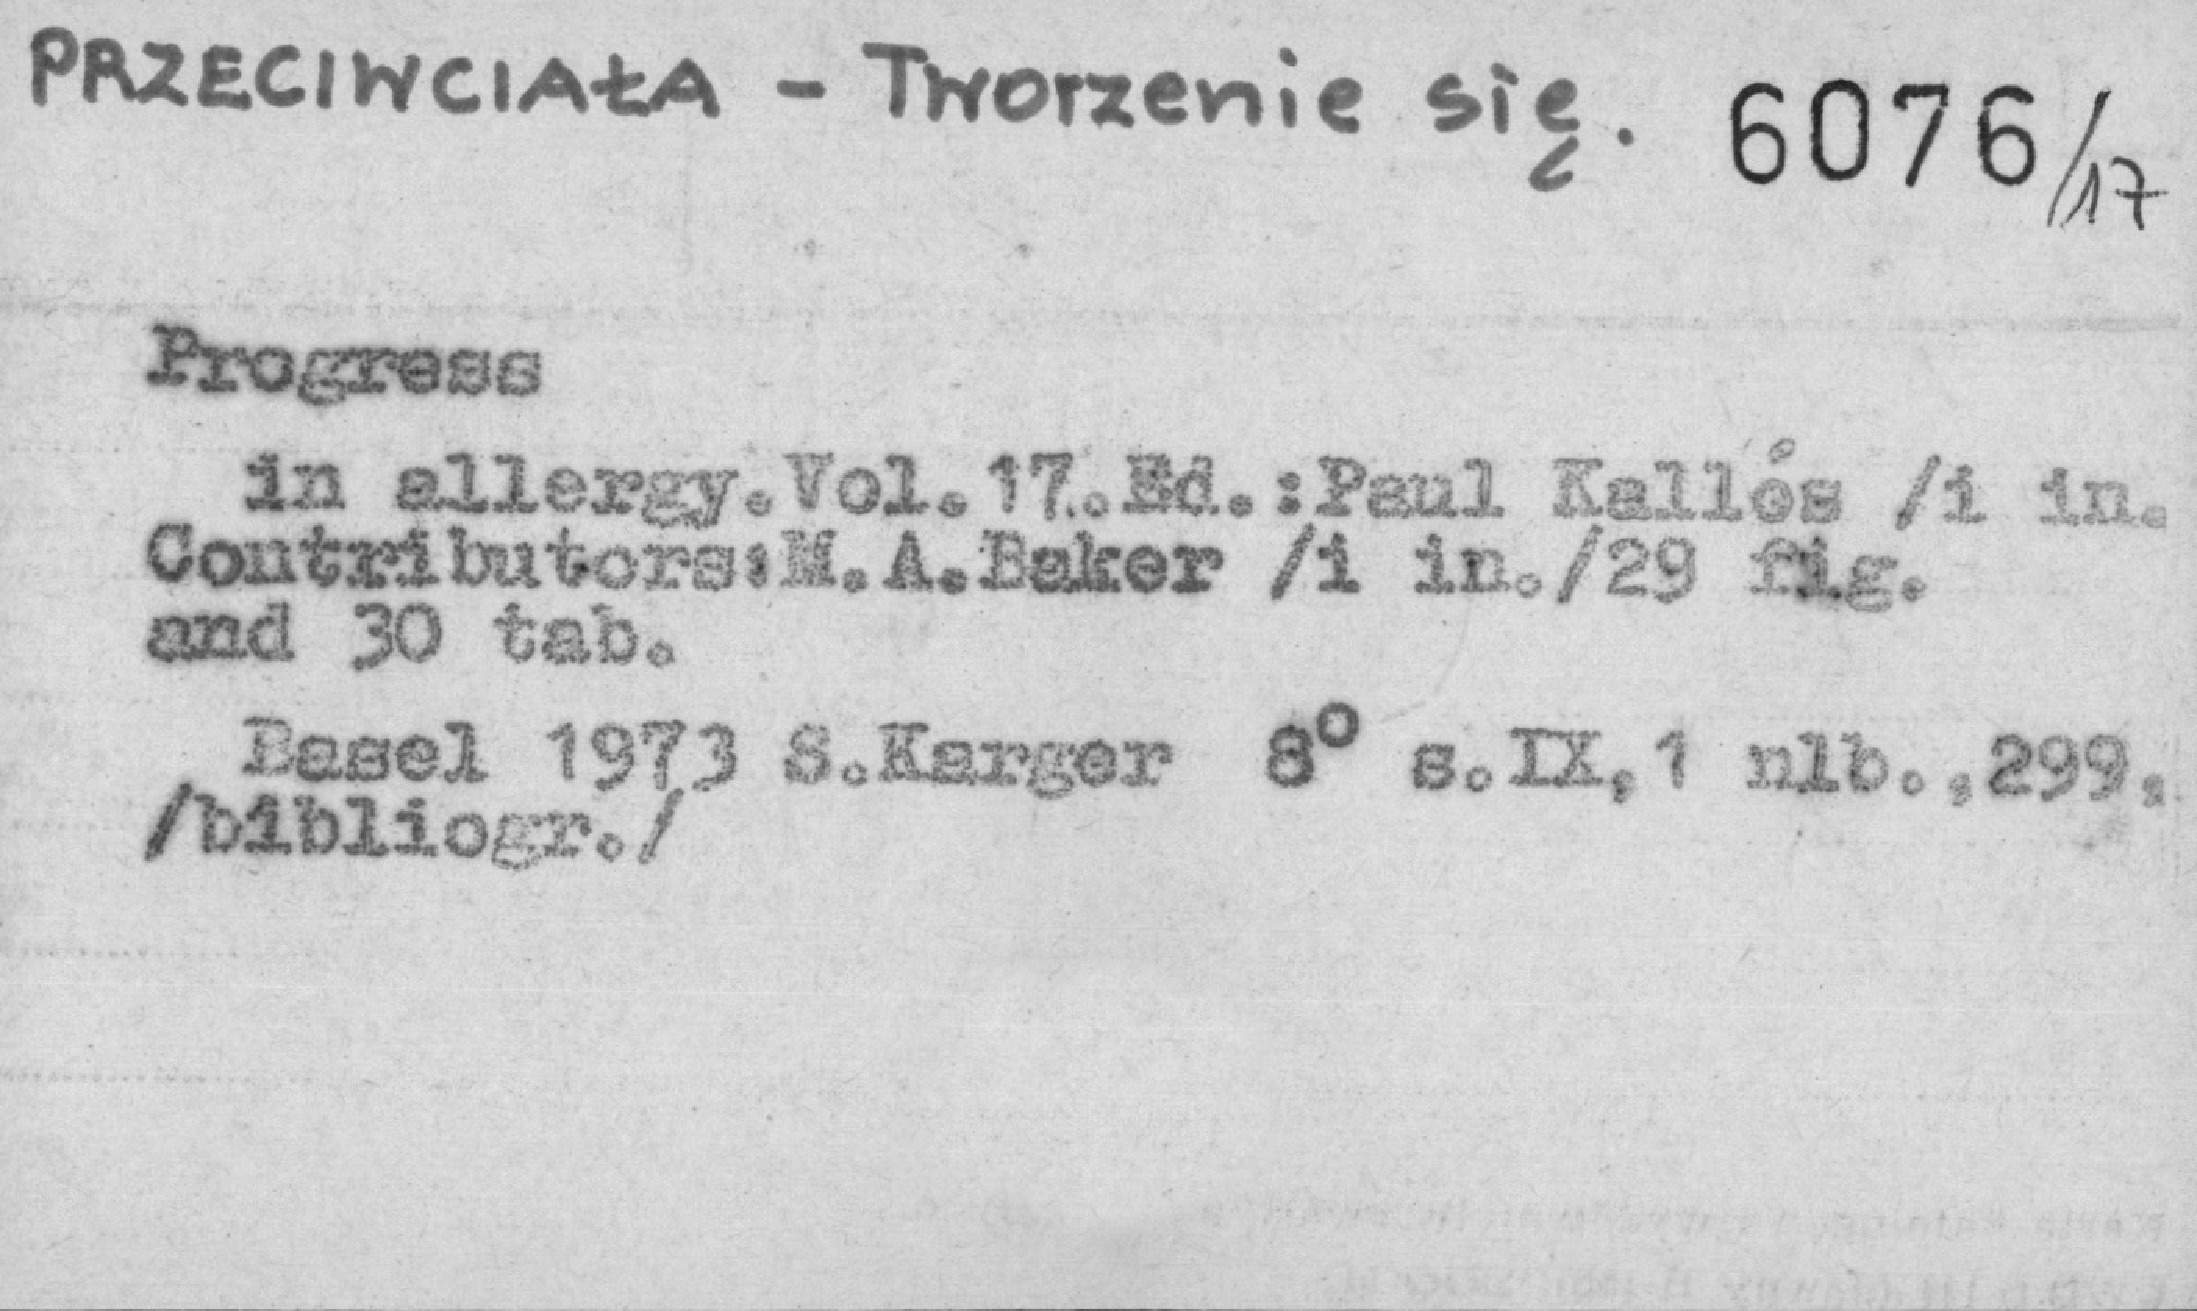 PRZECIWCIAŁA - Tworzenie się. 6076/17
Progress
in allergy.Vol.17.Ed.:Paul Kallós /i in.
Contributors:M.A.Baker /i in./29 fig.
and 30 tab.
Basel 1973 S.Karger 8° s.IX,1 nlb.,299,
/bibliogr./